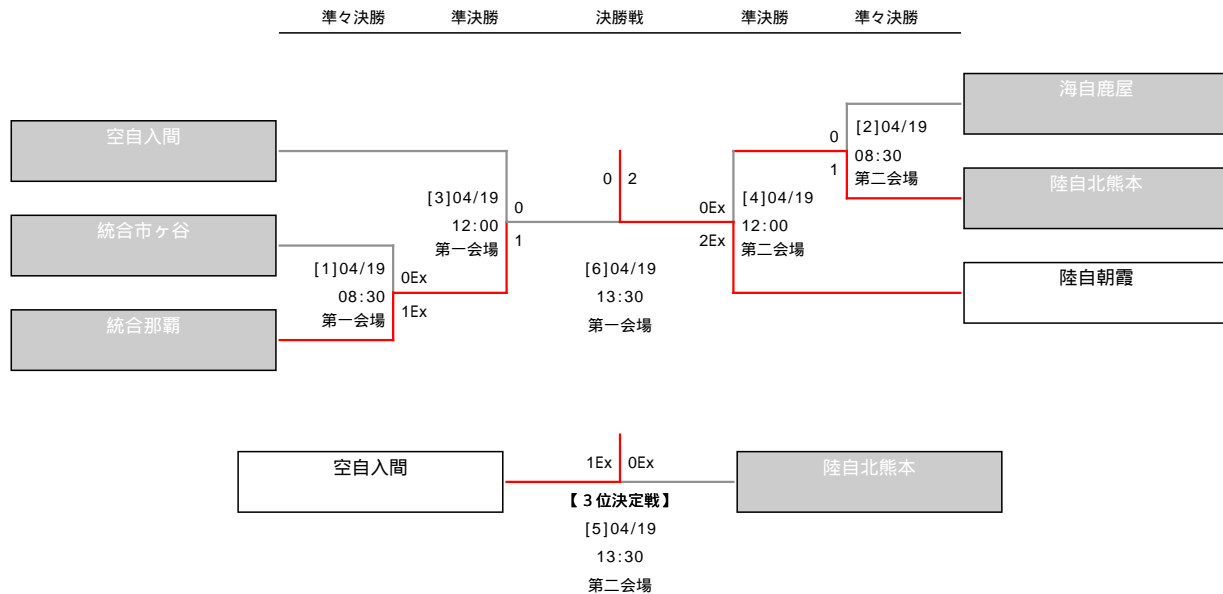 準々決勝 準決勝 決勝戦 準決勝 準々決勝
海自鹿屋
空自入間
0 [2]04/19
08:30
1 第二会場
陸自北熊本
0 2
[3]04/19 0
12:00 1
第一会場
0Ex [4]04/19
2Ex 12:00
第二会場
統合市ヶ谷
[1]04/19 0Ex
08:30 1Ex
第一会場
[6]04/19
13:30
第一会場
陸自朝霞
統合那覇
空自入間
1Ex 0Ex
陸自北熊本
【３位決定戦】
[5]04/19
13:30
第二会場